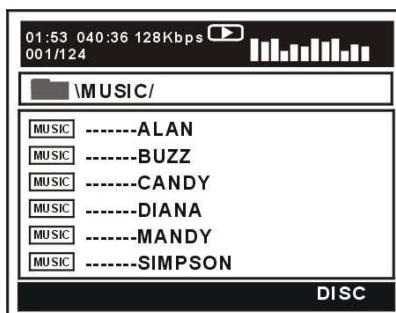 01:53 040:36 128Kbps
001/124
\MUSIC/
MUSIC -------ALAN
MUSIC -------BUZZ
MUSIC -------CANDY
MUSIC -------DIANA
MUSIC -------MANDY
MUSIC -------SIMPSON
DISC